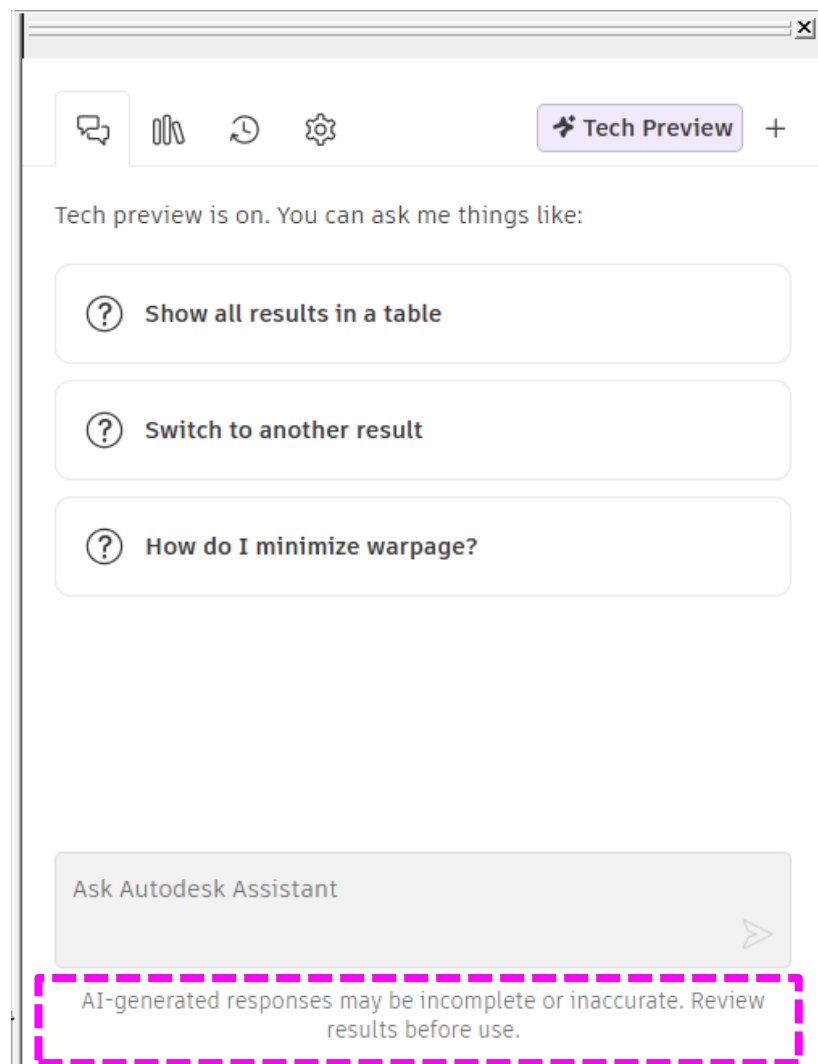 Tech Preview
Tech preview is on. You can ask me things like:
Show all results in a table
Switch to another result
How do I minimize warpage?
Ask Autodesk Assistant
AI-generated responses may be incomplete or inaccurate. Review
results before use.